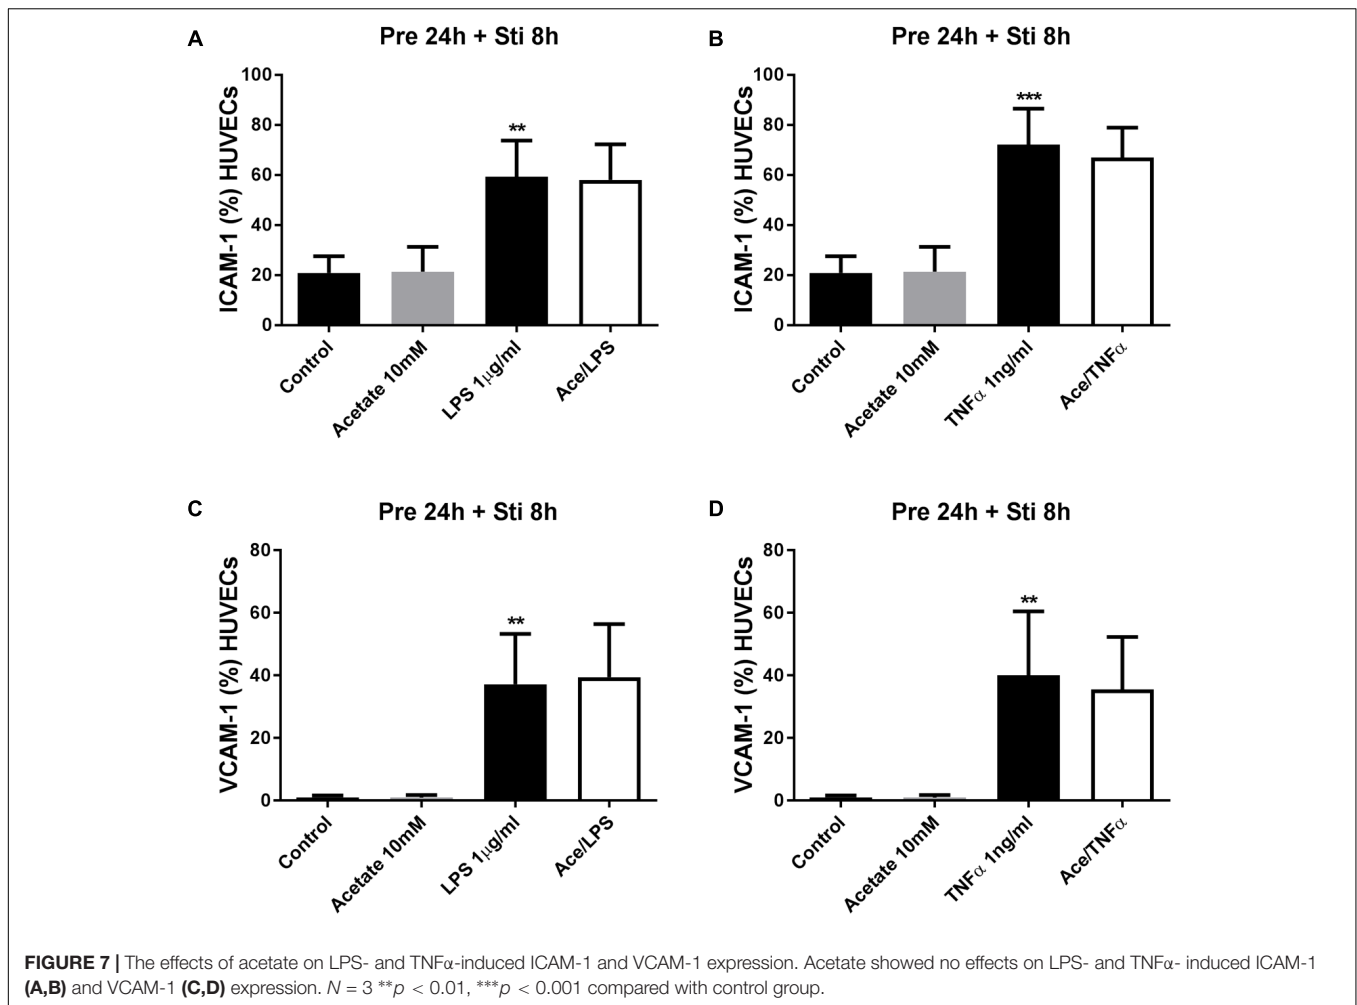 A
Pre 24h + Sti 8h
ICAM-1 (%) HUVECs
100
80
60
40
20
0
**
Control
Acetate 10mM
LPS 1μg/ml
Ace/LPS
B
Pre 24h + Sti 8h
ICAM-1 (%) HUVECs
100
80
60
40
20
0
***
Control
Acetate 10mM
TNFα 1ng/ml
Ace/TNFα
C
Pre 24h + Sti 8h
VCAM-1 (%) HUVECs
80
60
40
20
0
**
Control
Acetate 10mM
LPS 1μg/ml
Ace/LPS
D
Pre 24h + Sti 8h
VCAM-1 (%) HUVECs
80
60
40
20
0
**
Control
Acetate 10mM
TNFα 1ng/ml
Ace/TNFα
FIGURE 7 | The effects of acetate on LPS- and TNFα-induced ICAM-1 and VCAM-1 expression. Acetate showed no effects on LPS- and TNFα- induced ICAM-1
(A,B) and VCAM-1 (C,D) expression. N = 3 **p < 0.01, ***p < 0.001 compared with control group.